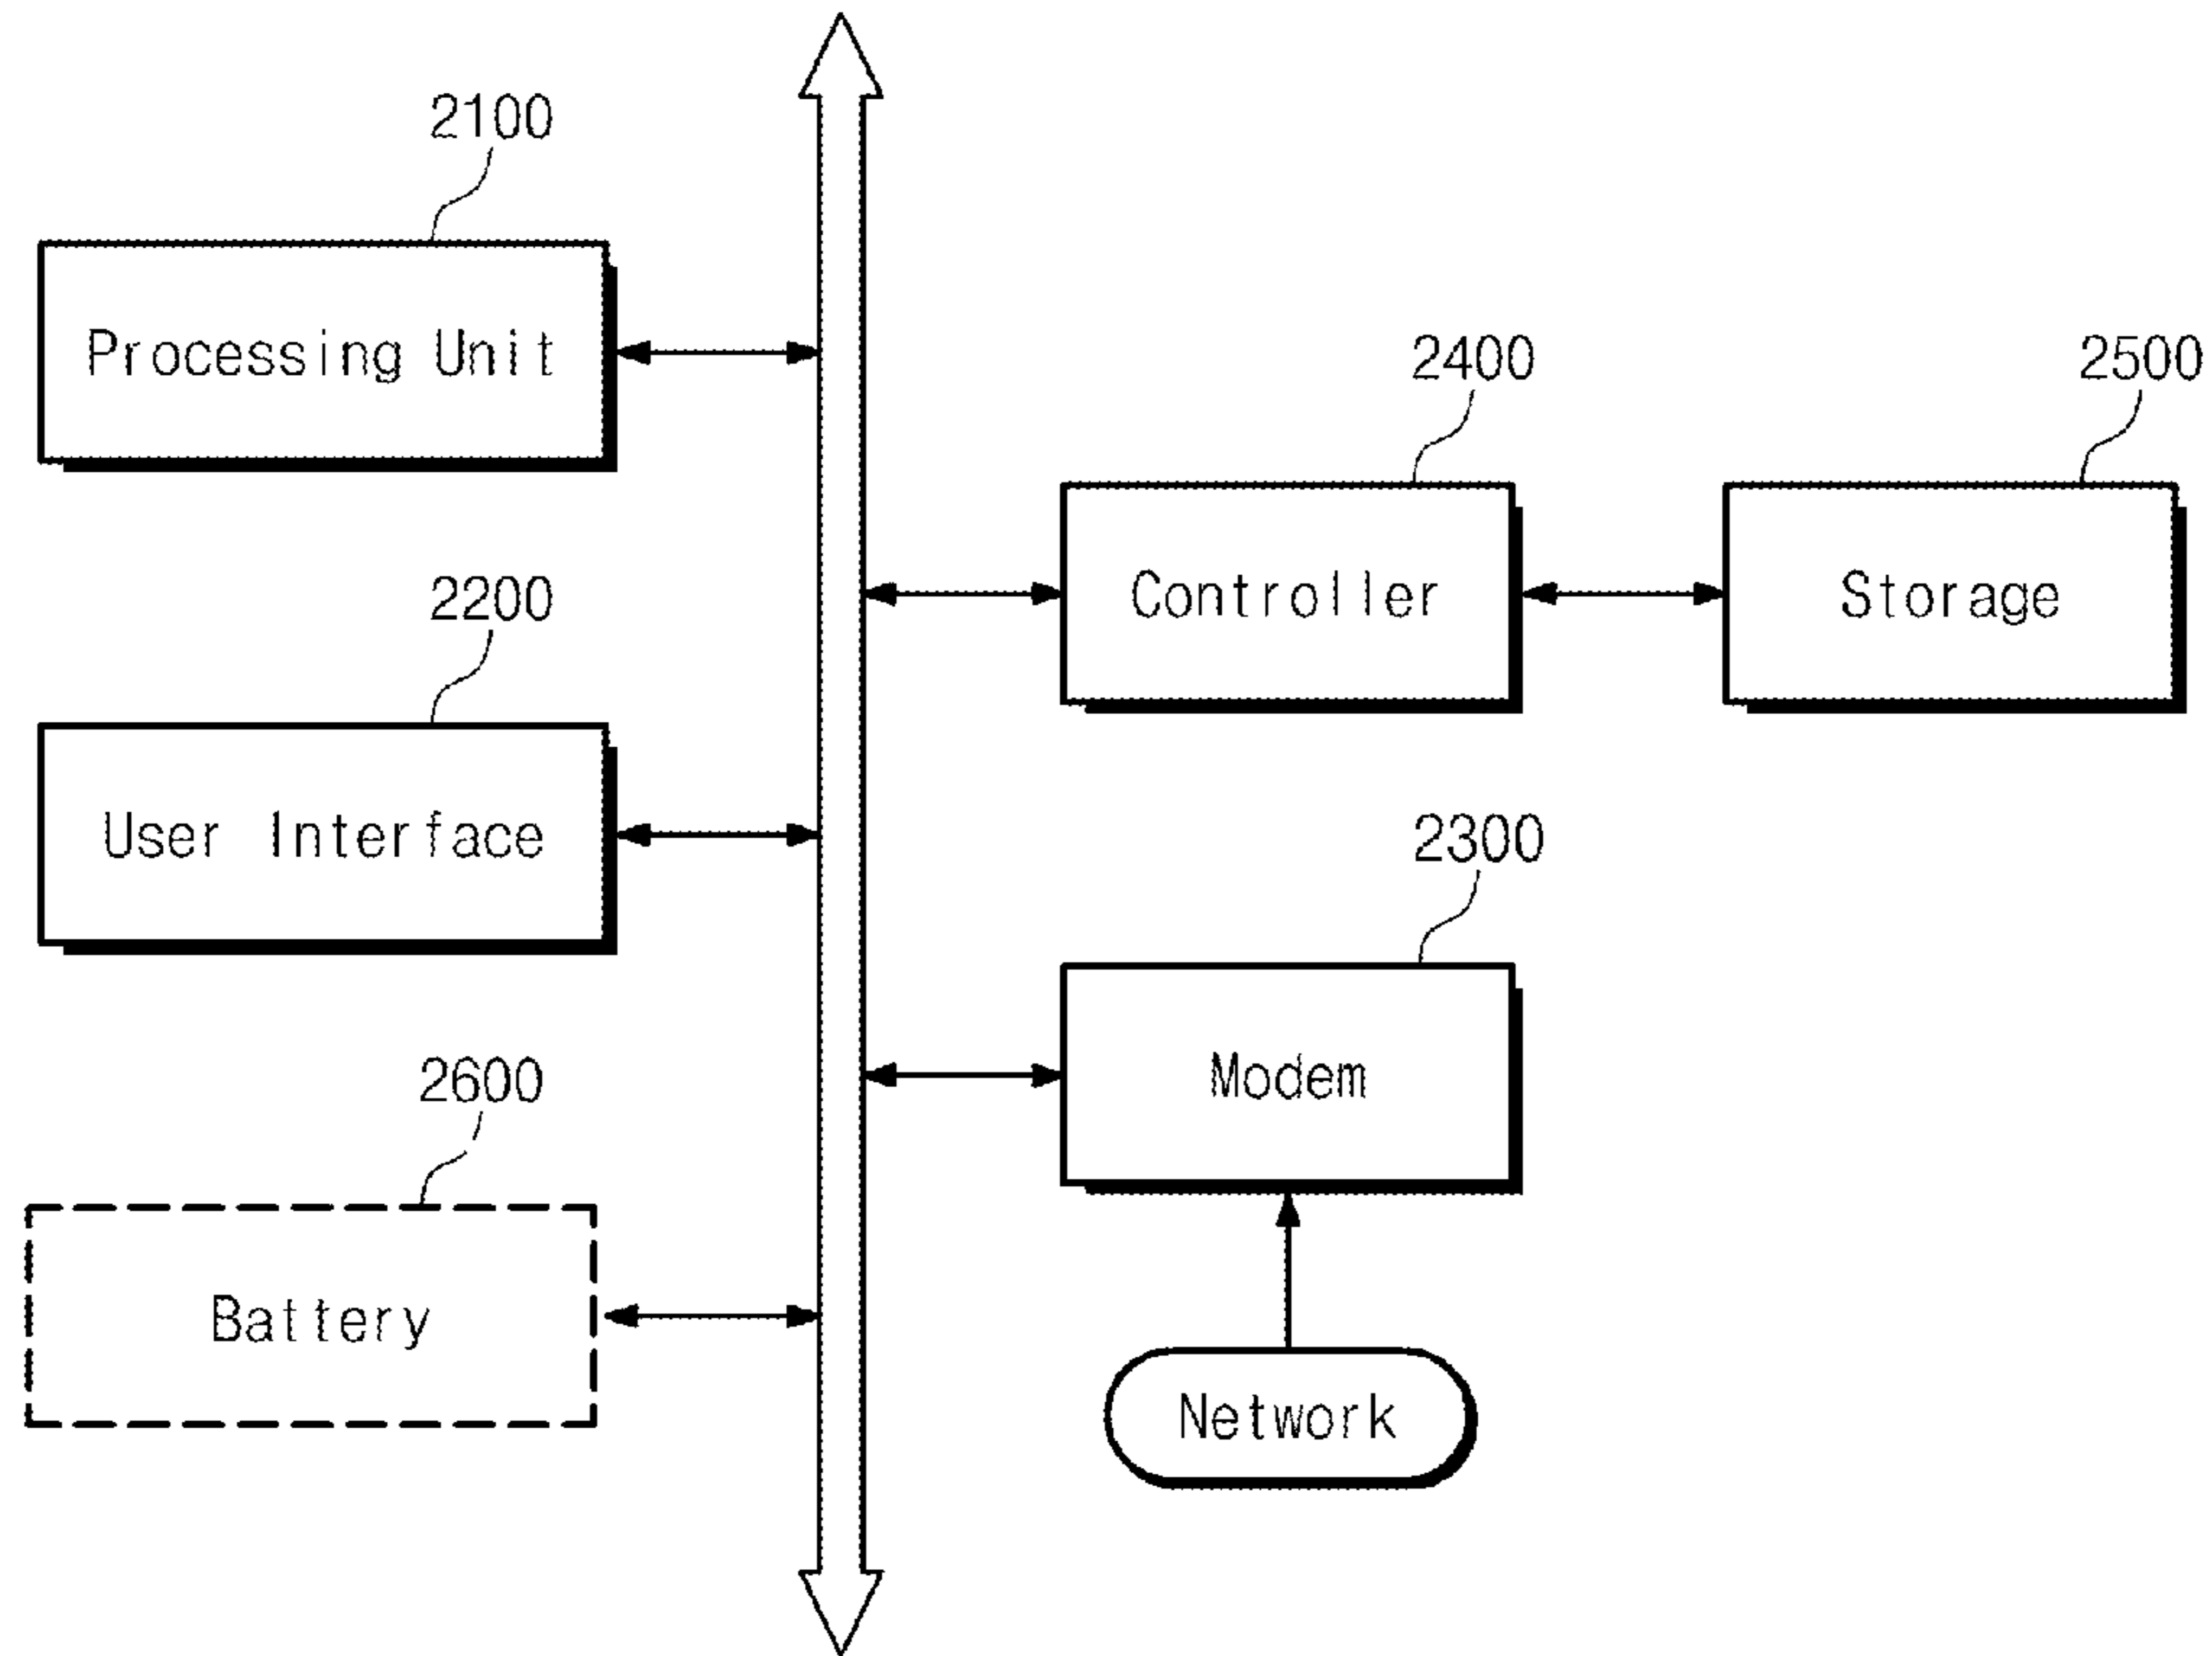 2100
Processing Unit
2400
2500
Controller
Storage
2200
User Interface
2300
Modem
2600
Battery
Network